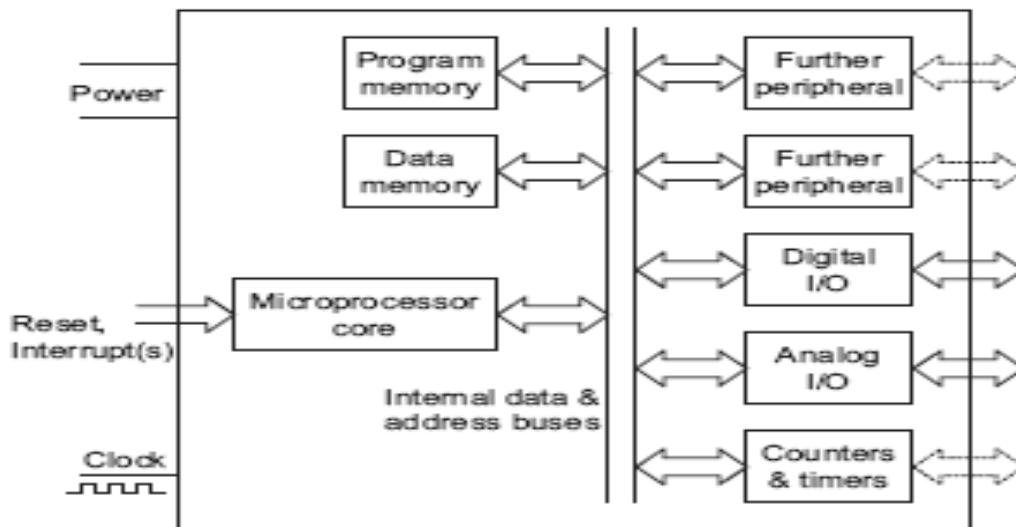 Power
Reset,
Interrupt(s)
Clock
Program
memory
Data
memory
Microprocessor
core
Internal data &
address buses
Further
peripheral
Further
peripheral
Digital
I/O
Analog
I/O
Counters
& timers